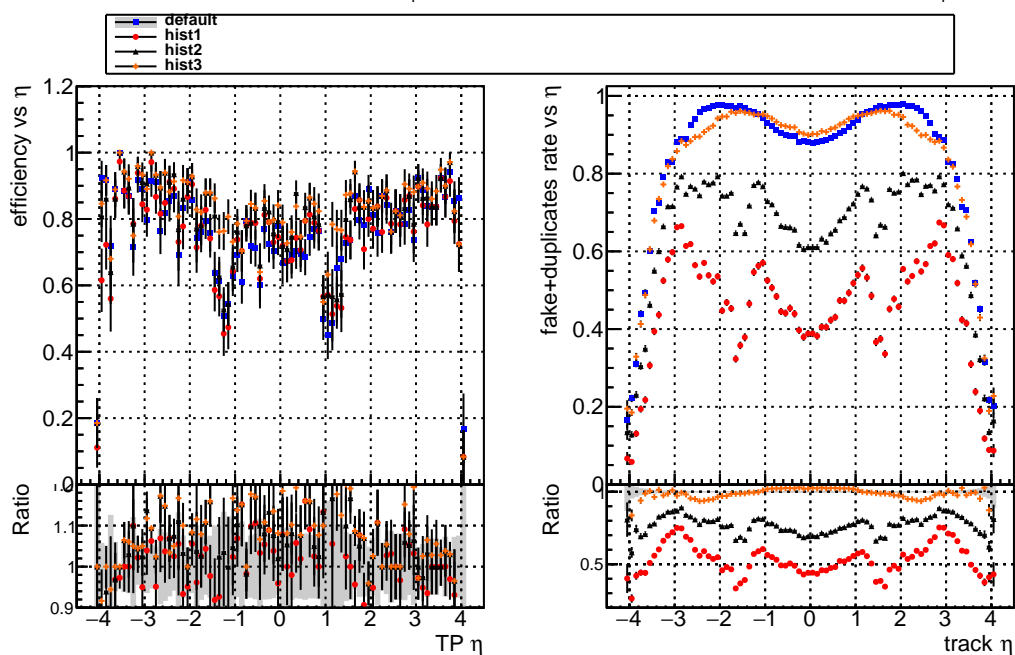 default
hist1
hist2
hist3
efficiency vs η
1.2
1
0.8
0.6
0.4
0.2
0
Ratio
1.1
1
0.9
−4 −3 −2 −1 0 1 2 3 4
TP η
fake+duplicates rate vs η
1
0.8
0.6
0.4
0.2
0
Ratio
0.5
−4 −3 −2 −1 0 1 2 3 4
track η